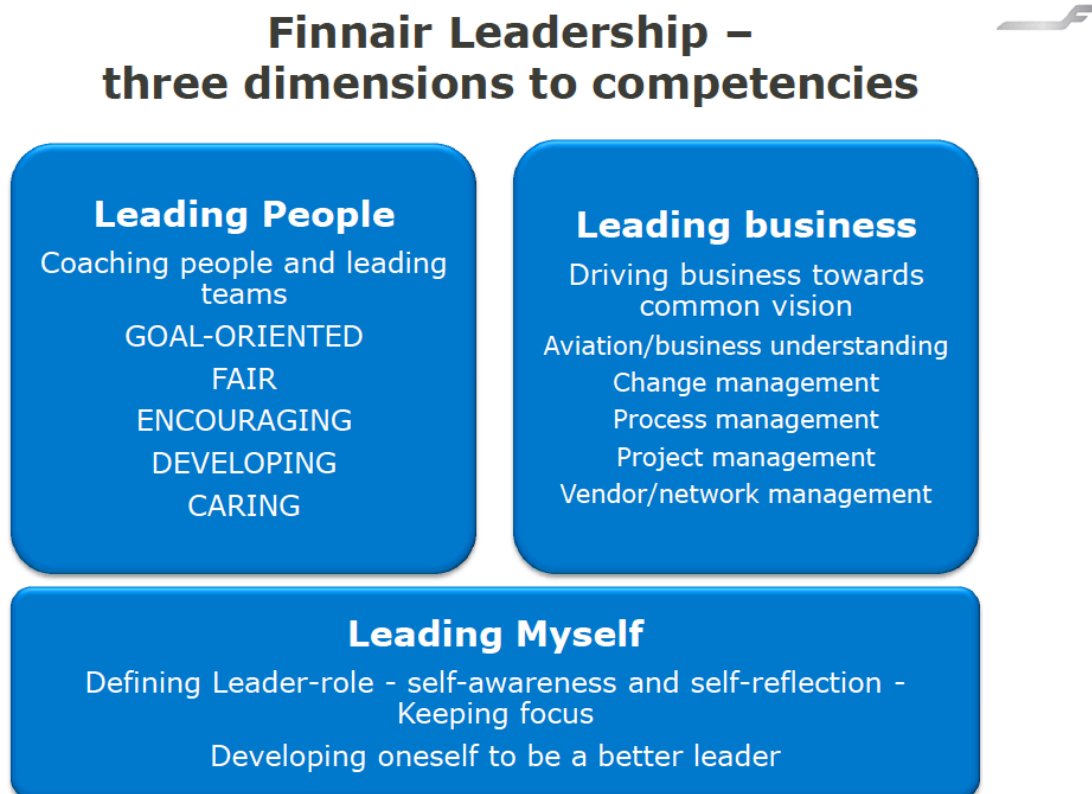 Finnair Leadership –
three dimensions to competencies
Leading People
Coaching people and leading
teams
GOAL-ORIENTED
FAIR
ENCOURAGING
DEVELOPING
CARING
Leading business
Driving business towards
common vision
Aviation/business understanding
Change management
Process management
Project management
Vendor/network management
Leading Myself
Defining Leader-role - self-awareness and self-reflection -
Keeping focus
Developing oneself to be a better leader